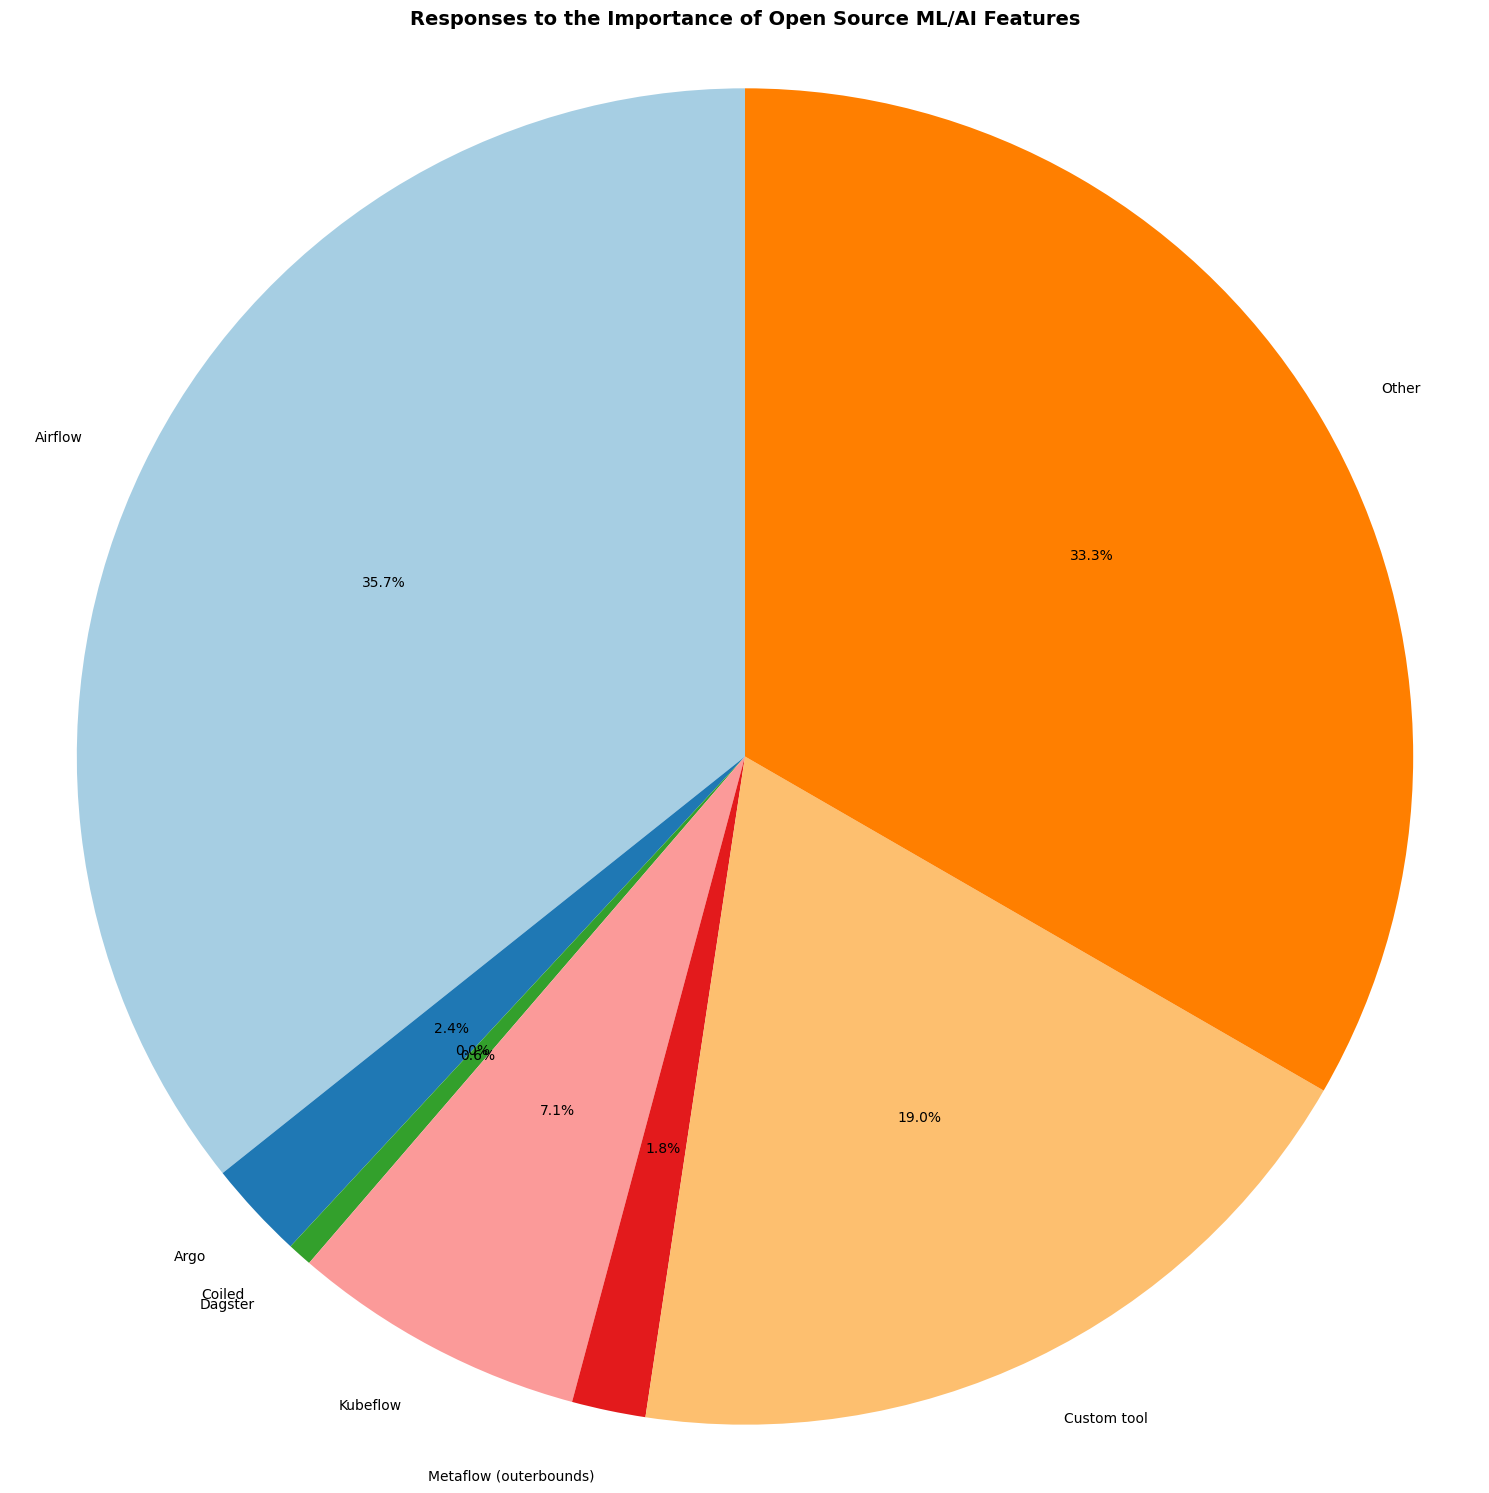 Responses to the Importance of Open Source ML/AI Features
Other
Airflow
33.3%
35.7%
2.4%
0.0%
0.6%
7.1%
19.0%
1.8%
Argo
Coiled
Dagster
Kubeflow
Custom tool
Metaflow (outerbounds)